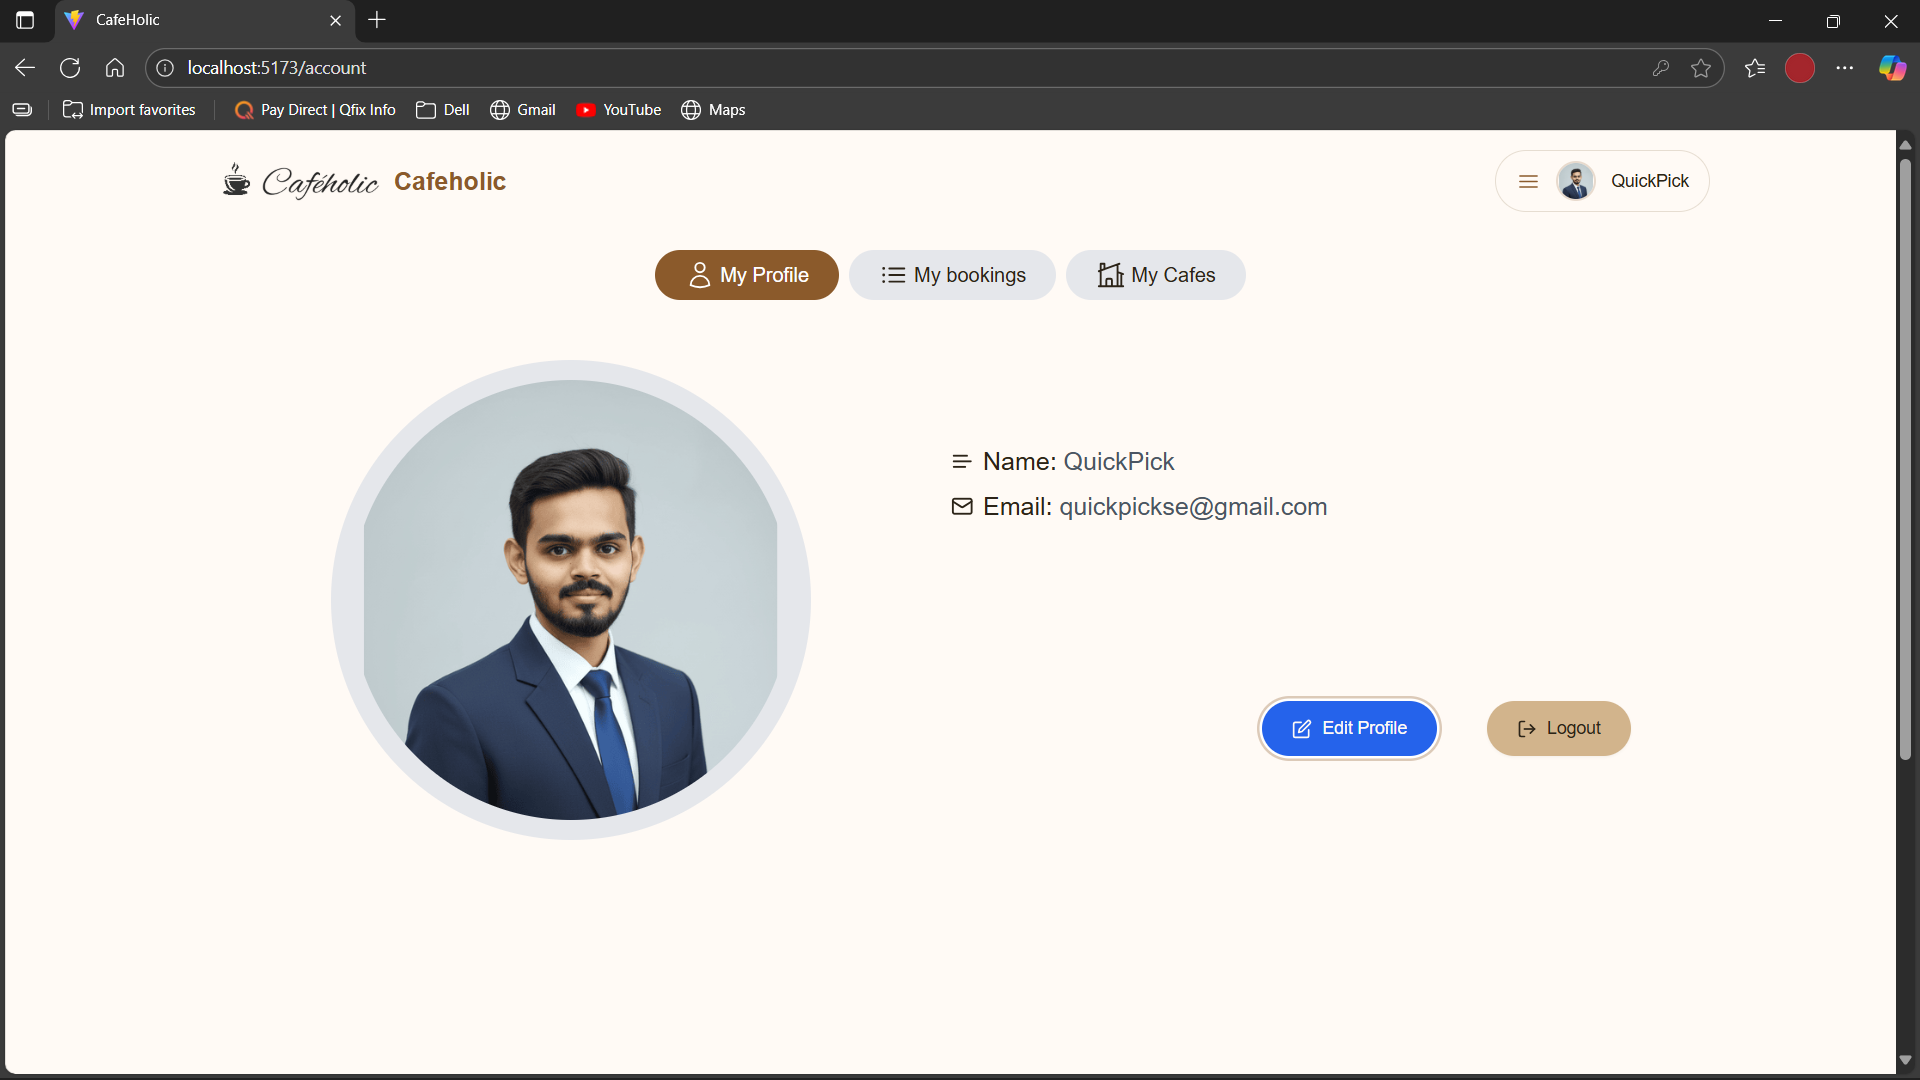 CafeHolic
localhost:5173/account
Import favorites
Pay Direct | Qfix Info
Dell
Gmail
YouTube
Maps
Caféholic Cafeholic
QuickPick
My Profile
My bookings
My Cafes
Name: QuickPick
Email: quickpickse@gmail.com
Edit Profile
Logout